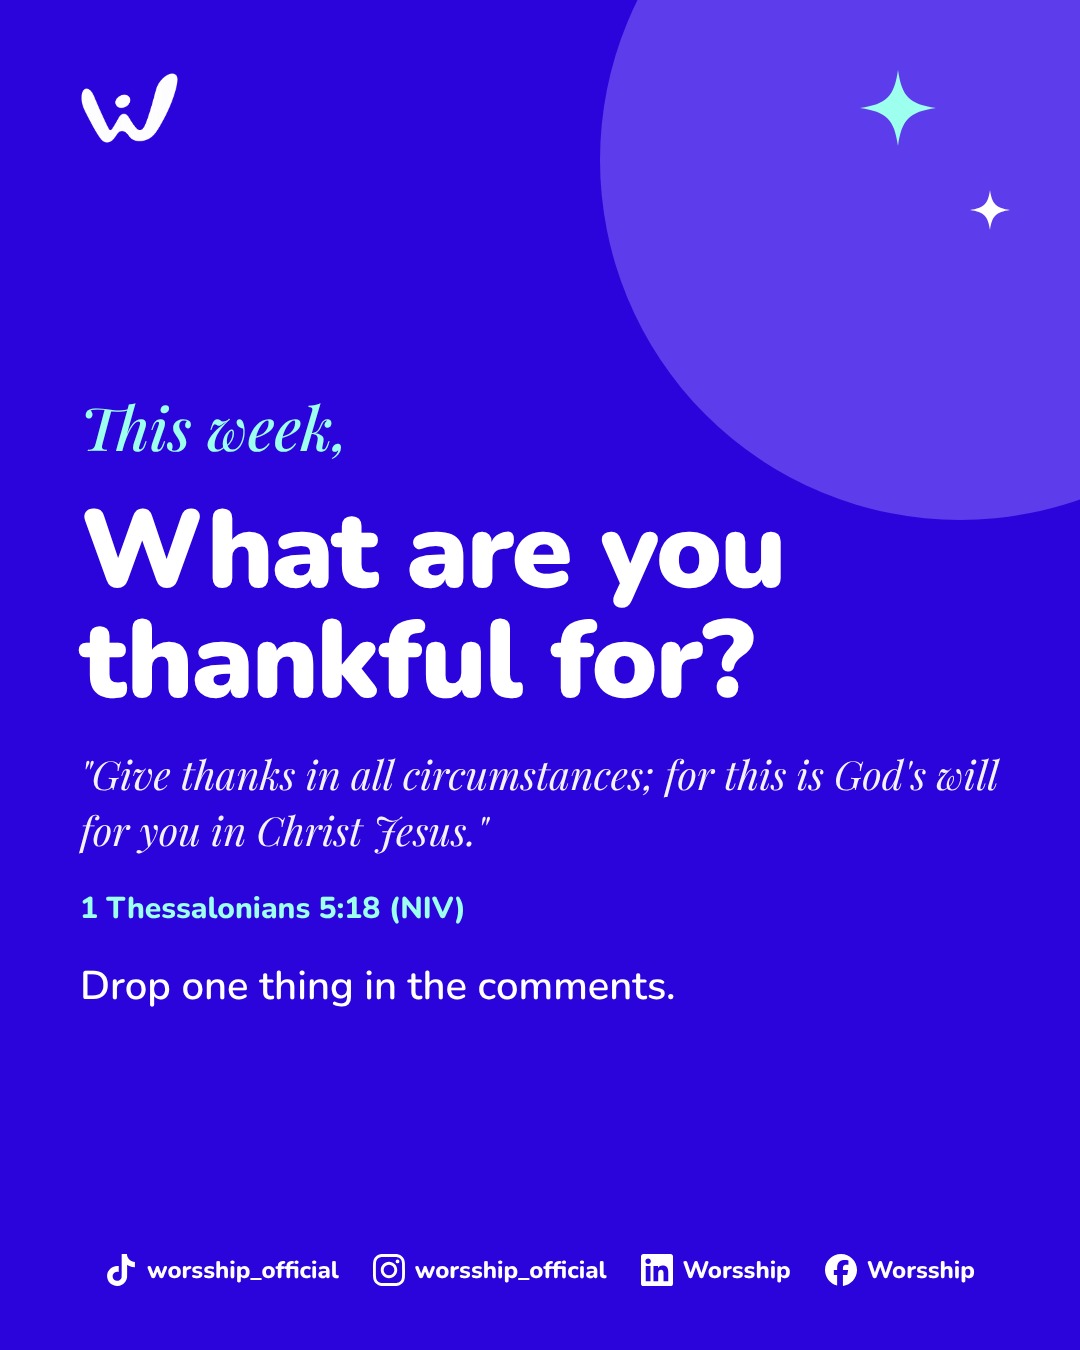 This week,
What are you
thankful for?
"Give thanks in all circumstances; for this is God's will
for you in Christ Jesus."
1 Thessalonians 5:18 (NIV)
Drop one thing in the comments.
worsship_official worsship_official Worsship Worsship